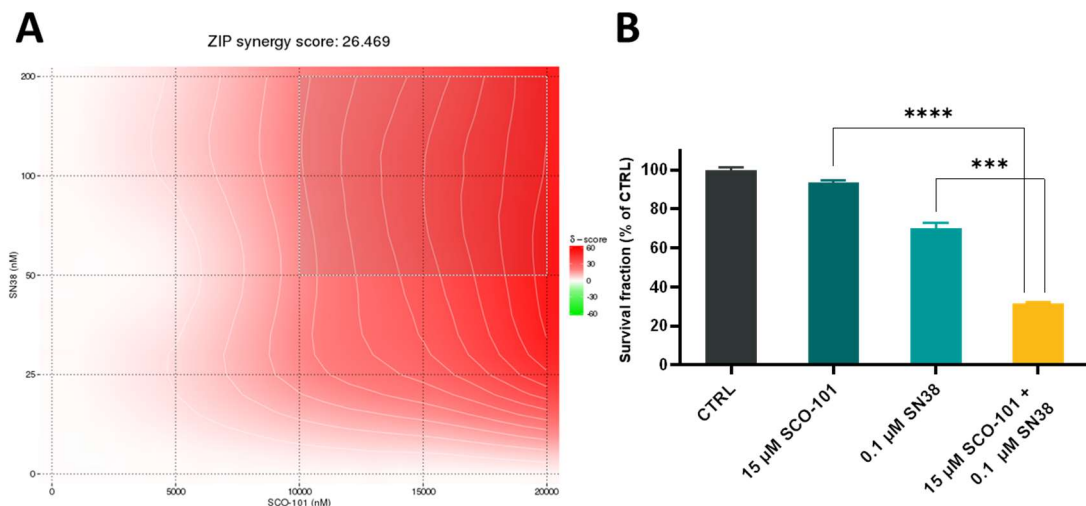 A
ZIP synergy score: 26.469
200
100
50
25
0
SN38 (nM)
0
5000
10000
15000
20000
SCO-101 (nM)
δ-score
60
30
0
-30
-60
B
****
***
100
80
60
40
20
0
Survival fraction (% of CTRL)
CTRL
15 µM SCO-101
0.1 µM SN38
15 µM SCO-101 +
0.1 µM SN38